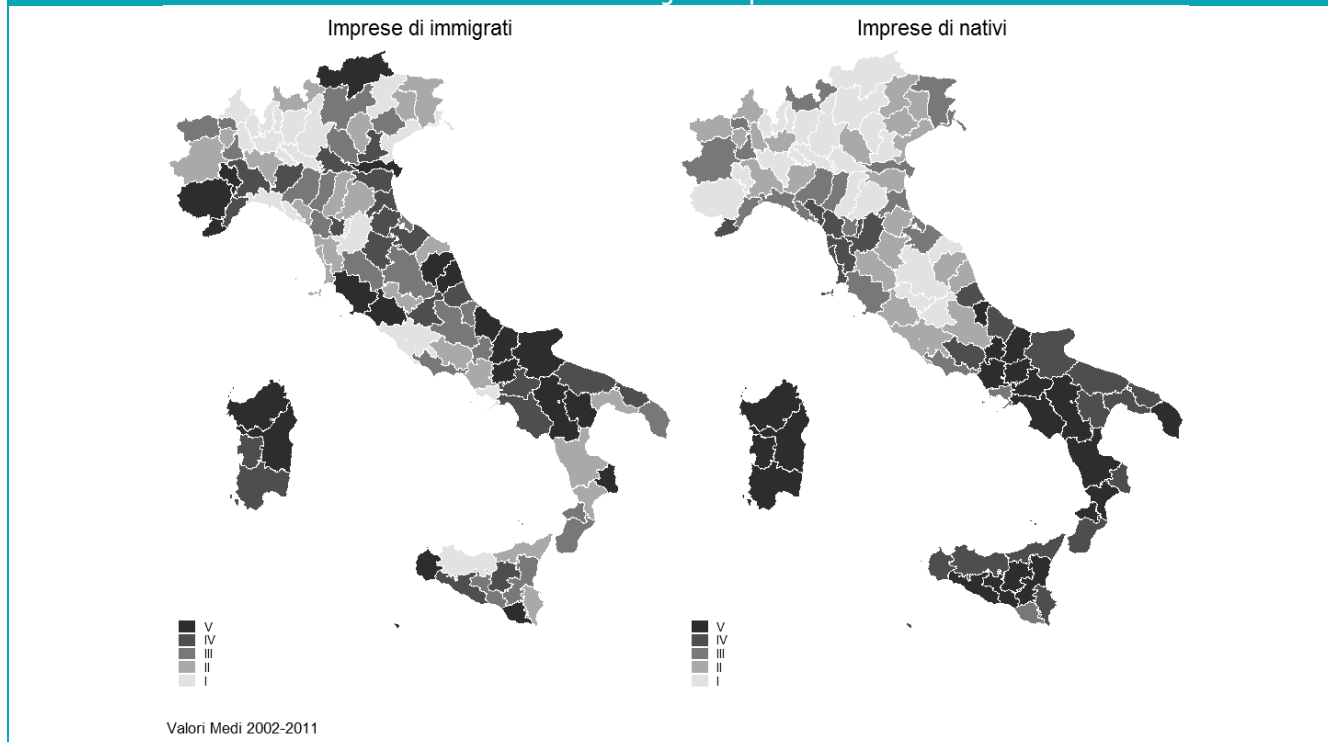 Imprese di immigrati
Imprese di nativi
V
IV
III
II
I
V
IV
III
II
I
Valori Medi 2002-2011